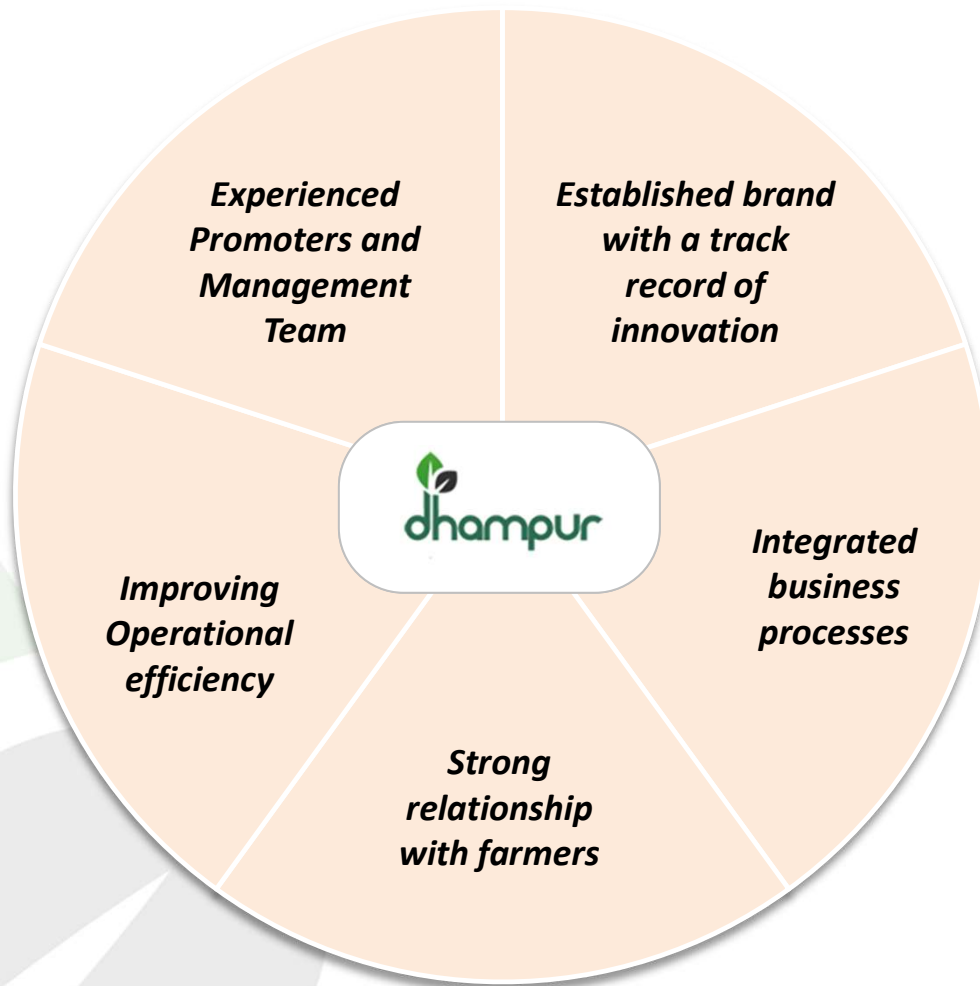 Experienced
Promoters and
Management
Team
Established brand
with a track
record of
innovation
dhampur
Integrated
business
processes
Improving
Operational
efficiency
Strong
relationship
with farmers